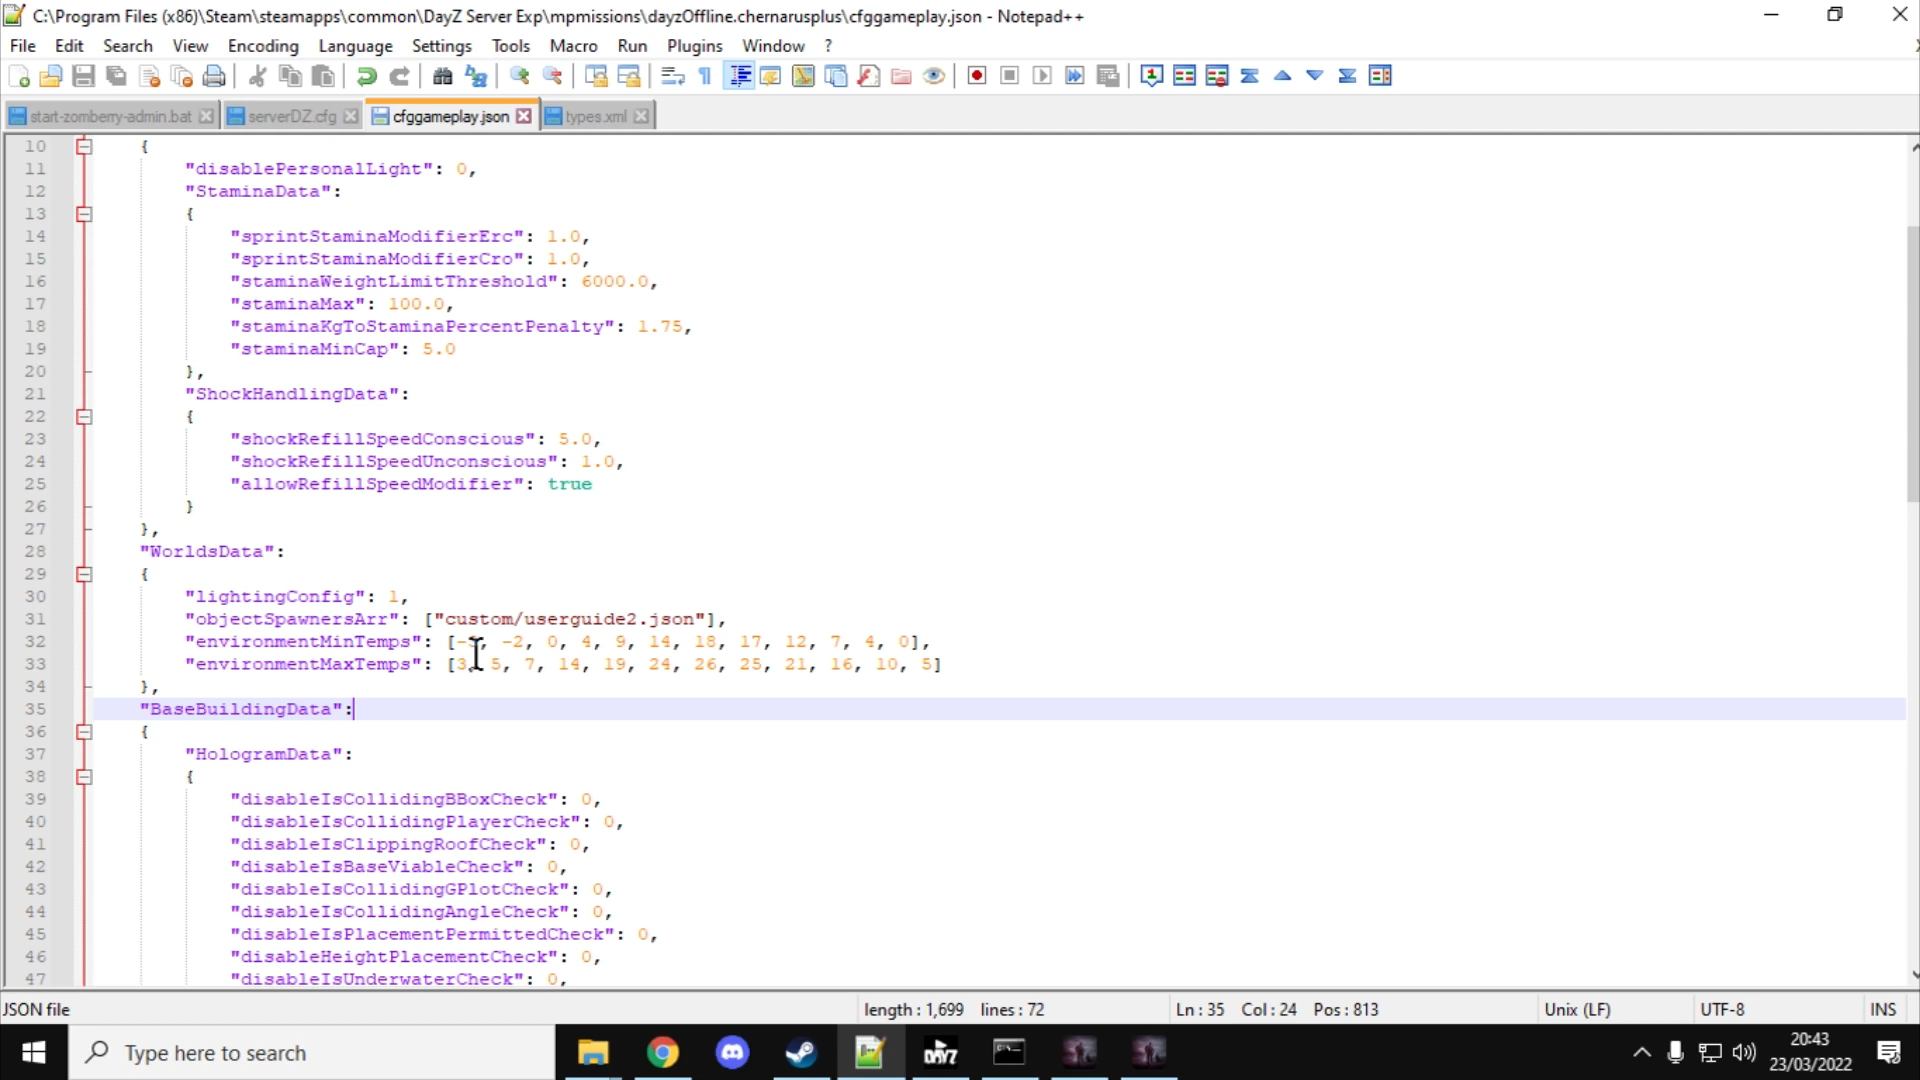 C:\Program Files (x86)\Steam\steamapps\common\DayZ Server Exp\mpmissions\dayzOffline.chernarusplus\cfggameplay.json - Notepad++
File Edit Search View Encoding Language Settings Tools Macro Run Plugins Window ?
start-zomberry-admin.bat serverDZ.cfg cfggameplay.json types.xml
10 {
11 "disablePersonalLight": 0,
12 "StaminaData":
13 {
14 "sprintStaminaModifierErc": 1.0,
15 "sprintStaminaModifierCro": 1.0,
16 "staminaWeightLimitThreshold": 6000.0,
17 "staminaMax": 100.0,
18 "staminaKgToStaminaPercentPenalty": 1.75,
19 "staminaMinCap": 5.0
20 },
21 "ShockHandlingData":
22 {
23 "shockRefillSpeedConscious": 5.0,
24 "shockRefillSpeedUnconscious": 1.0,
25 "allowRefillSpeedModifier": true
26 }
27 },
28 "WorldsData":
29 {
30 "lightingConfig": 1,
31 "objectSpawnersArr": ["custom/userguide2.json"],
32 "environmentMinTemps": [ -2, 0, 4, 9, 14, 18, 17, 12, 7, 4, 0],
33 "environmentMaxTemps": [3, 5, 7, 14, 19, 24, 26, 25, 21, 16, 10, 5]
34 },
35 "BaseBuildingData":
36 {
37 "HologramData":
38 {
39 "disableIsCollidingBBoxCheck": 0,
40 "disableIsCollidingPlayerCheck": 0,
41 "disableIsClippingRoofCheck": 0,
42 "disableIsBaseViableCheck": 0,
43 "disableIsCollidingGPlotCheck": 0,
44 "disableIsCollidingAngleCheck": 0,
45 "disableIsPlacementPermittedCheck": 0,
46 "disableHeightPlacementCheck": 0,
47 "disableIsUnderwaterCheck": 0,
JSON file length : 1,699 lines : 72 Ln : 35 Col : 24 Pos : 813 Unix (LF) UTF-8 INS
Type here to search
DAYZ
20:43
23/03/2022